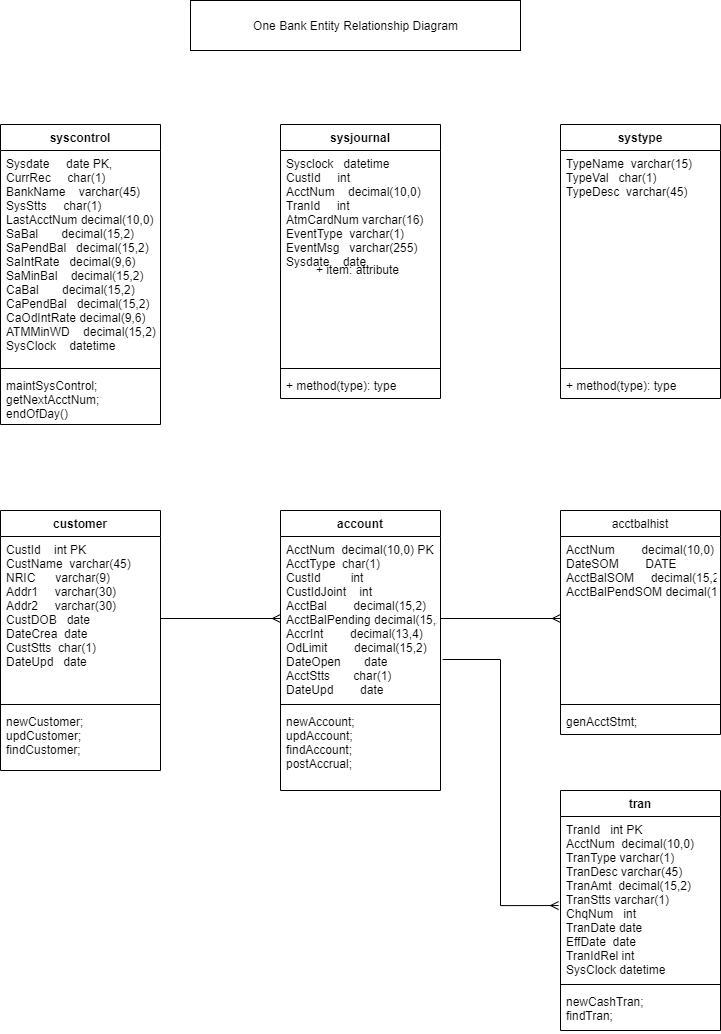 One Bank Entity Relationship Diagram
syscontrol
Sysdate date PK,
CurrRec char(1)
BankName varchar(45)
SysStts char(1)
LastAcctNum decimal(10,0)
SaBal decimal(15,2)
SaPendBal decimal(15,2)
SaIntRate decimal(9,6)
SaMinBal decimal(15,2)
CaBal decimal(15,2)
CaPendBal decimal(15,2)
CaOdIntRate decimal(9,6)
ATMMinWD decimal(15,2)
SysClock datetime
maintSysControl;
getNextAcctNum;
endOfDay()
sysjournal
Sysclock datetime
CustId int
AcctNum decimal(10,0)
TranId int
AtmCardNum varchar(16)
EventType varchar(1)
EventMsg varchar(255)
Sysdate date
+ item: attribute
+ method(type): type
systype
TypeName varchar(15)
TypeVal char(1)
TypeDesc varchar(45)
+ method(type): type
customer
CustId int PK
CustName varchar(45)
NRIC varchar(9)
Addr1 varchar(30)
Addr2 varchar(30)
CustDOB date
DateCrea date
CustStts char(1)
DateUpd date
newCustomer;
updCustomer;
findCustomer;
account
AcctNum decimal(10,0) PK
AcctType char(1)
CustId int
CustIdJoint int
AcctBal decimal(15,2)
AcctBalPending decimal(15,
AccrInt decimal(13,4)
OdLimit decimal(15,2)
DateOpen date
AcctStts char(1)
DateUpd date
newAccount;
updAccount;
findAccount;
postAccrual;
acctbalhist
AcctNum decimal(10,0)
DateSOM DATE
AcctBalSOM decimal(15,2
AcctBalPendSOM decimal(1
genAcctStmt;
tran
TranId int PK
AcctNum decimal(10,0)
TranType varchar(1)
TranDesc varchar(45)
TranAmt decimal(15,2)
TranStts varchar(1)
ChqNum int
TranDate date
EffDate date
TranIdRel int
SysClock datetime
newCashTran;
findTran;